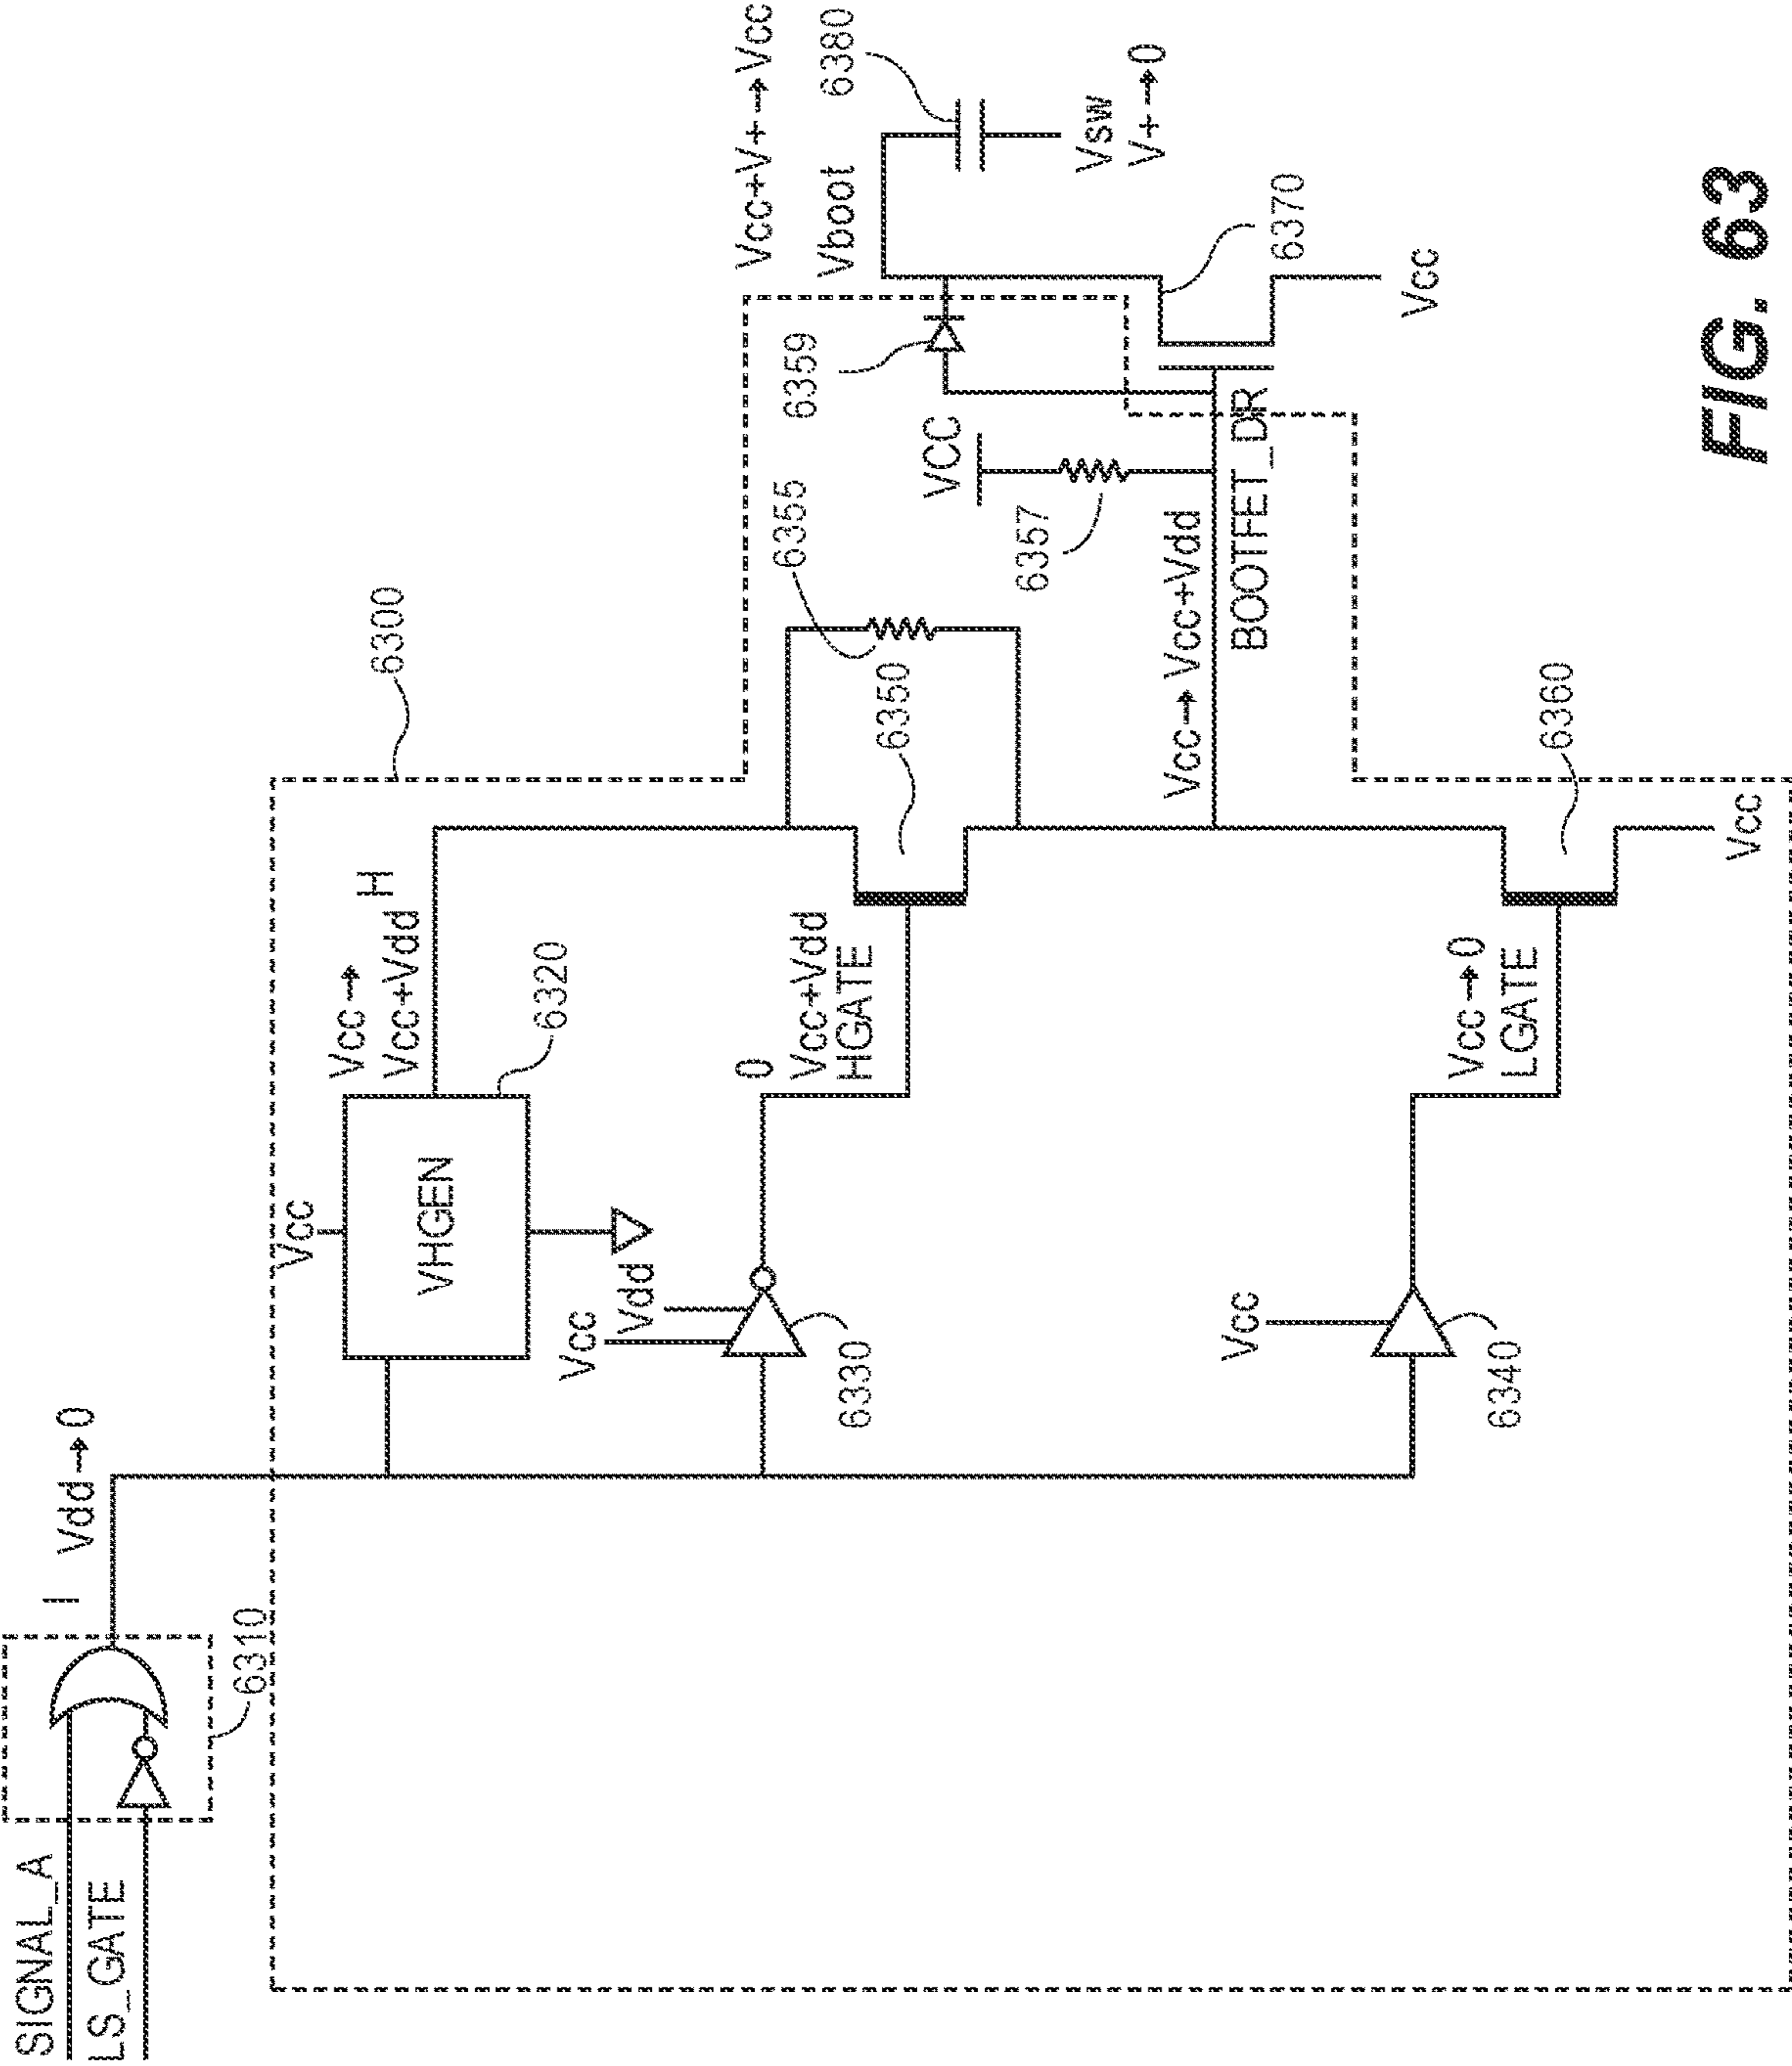 SIGNAL_A
LS_GATE
6310
I
Vdd→0
6300
Vcc
VHGEN
6320
Vcc→
Vcc+Vdd
H
Vcc
Vdd
6330
0
Vcc+Vdd
HGATE
6350
6355
VCC
6357
6359
Vcc+V+→Vcc
Vboot
6380
Vsw
V+→0
6370
Vcc
Vcc→Vcc+Vdd
BOOTFET_DR
Vcc
6340
Vcc→0
LGATE
6360
Vcc
FIG. 63